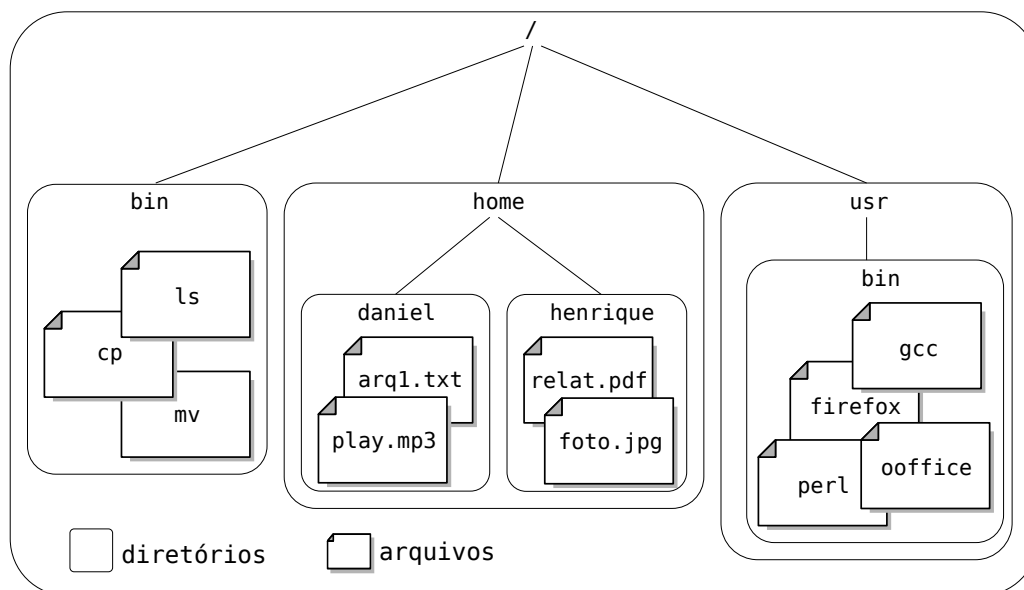 /
bin
ls
cp
mv
home
daniel
arq1.txt
play.mp3
henrique
relat.pdf
foto.jpg
usr
bin
gcc
firefox
ooffice
perl
diretórios
arquivos